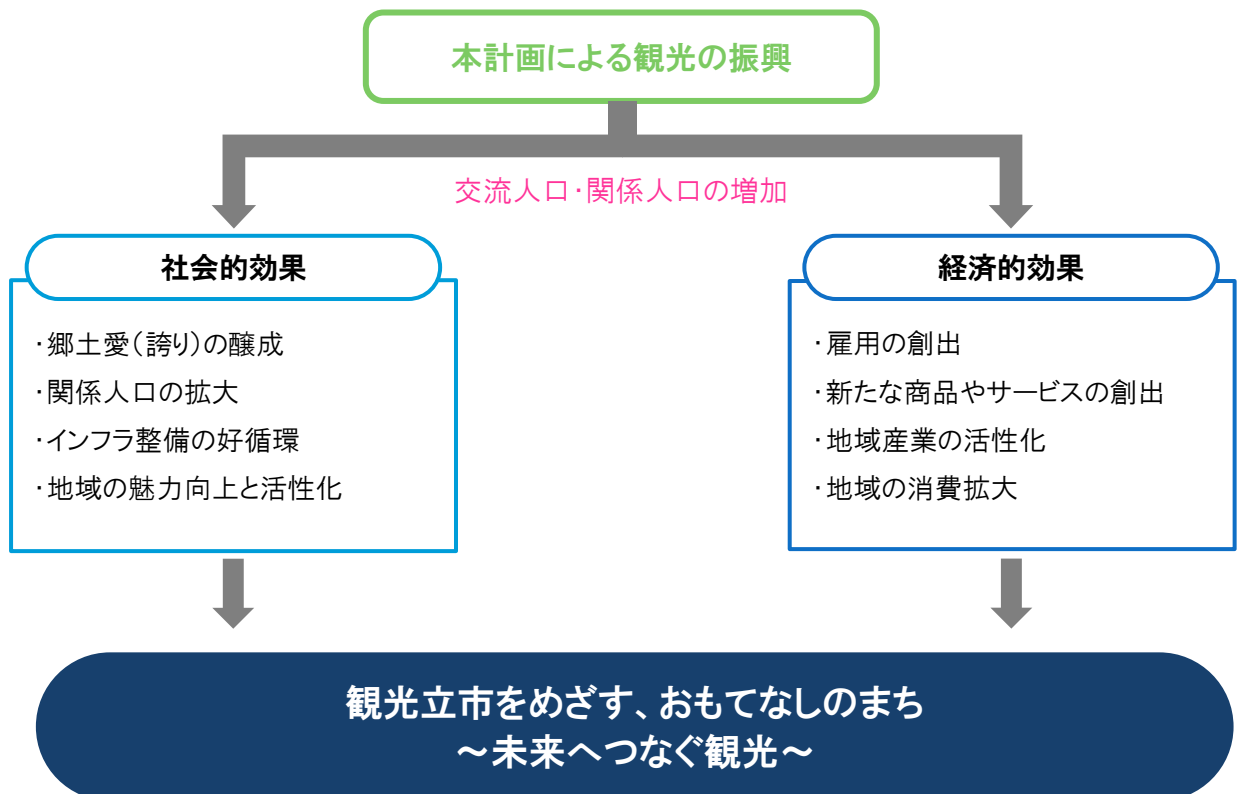 本計画による観光の振興
交流人口・関係人口の増加
社会的効果
・郷土愛（誇り）の醸成
・関係人口の拡大
・インフラ整備の好循環
・地域の魅力向上と活性化
経済的効果
・雇用の創出
・新たな商品やサービスの創出
・地域産業の活性化
・地域の消費拡大
観光立市をめざす、おもてなしのまち
～未来へつなぐ観光～